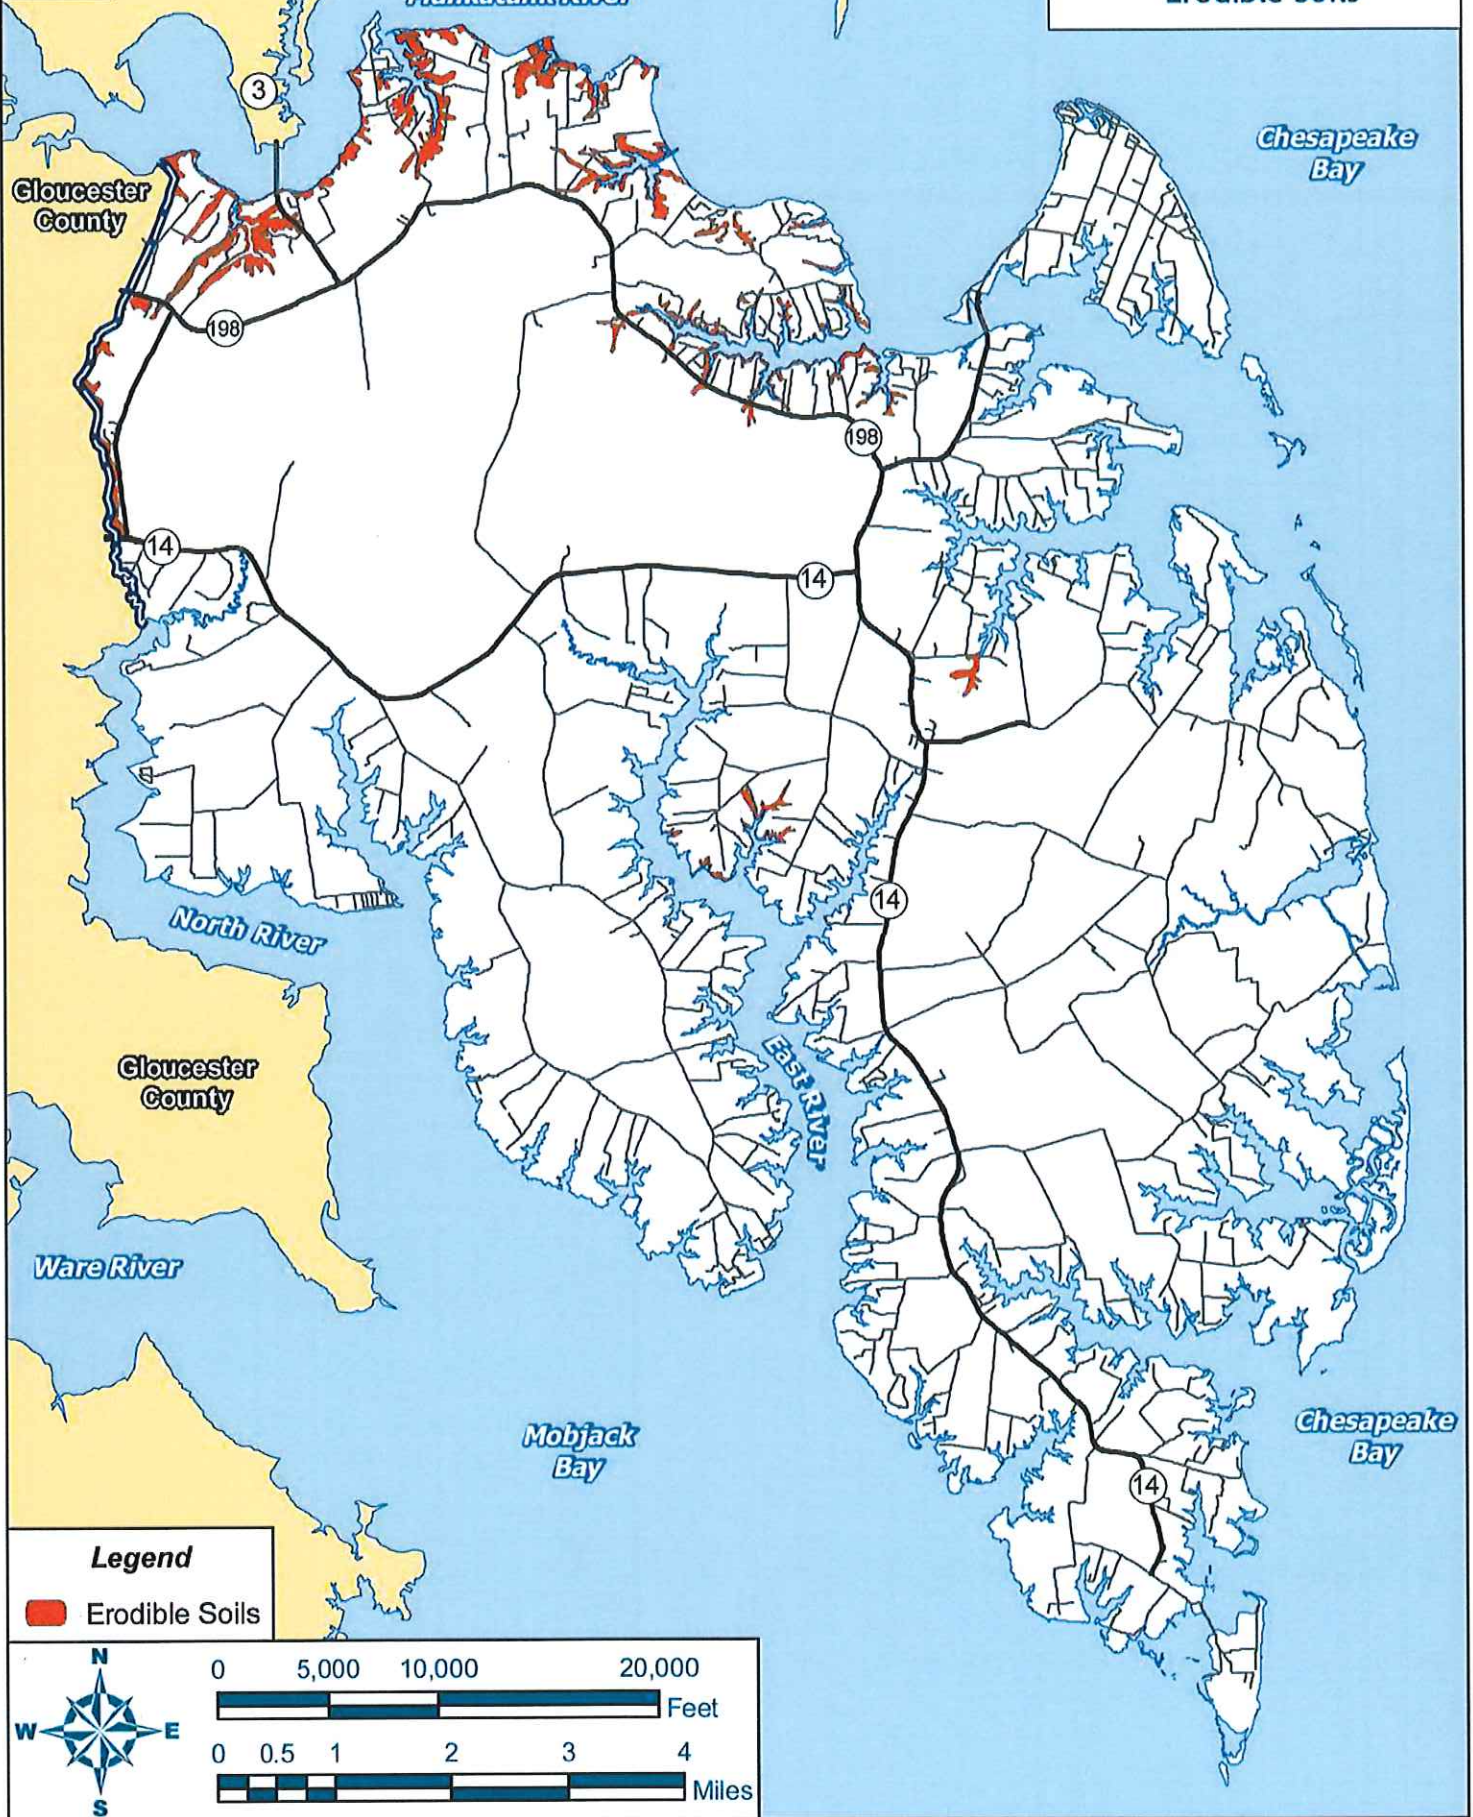 3
Chesapeake
Bay
Gloucester
County
198
198
14
14
14
North River
East River
Gloucester
County
Ware River
Mobjack
Bay
Chesapeake
Bay
14
Legend
Erodible Soils
N
W
E
S
0 5,000 10,000 20,000
Feet
0 0.5 1 2 3 4
Miles